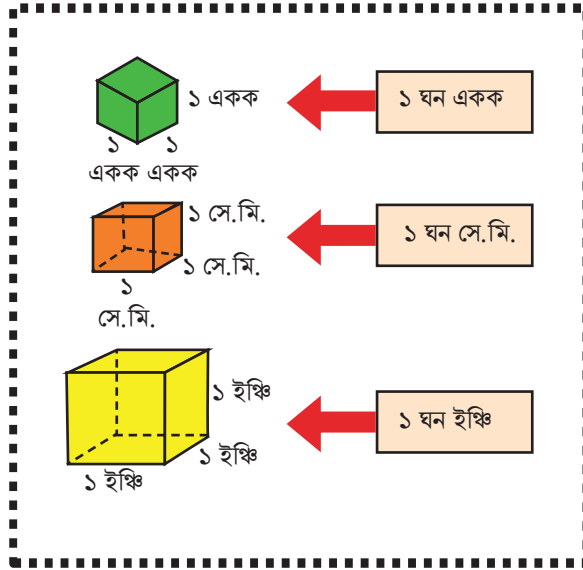 ১ একক
১ ঘন একক
১ ১
একক একক
১ সে.মি.
১ ঘন সে.মি.
১ সে.মি.
১
সে.মি.
১ ইঞ্চি
১ ঘন ইঞ্চি
১ ইঞ্চি
১ ইঞ্চি